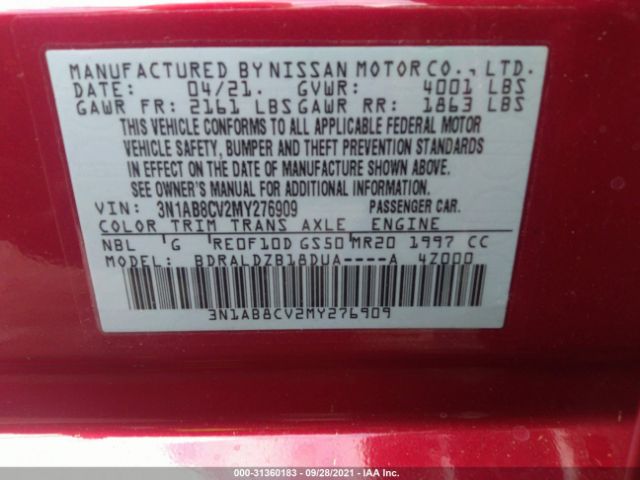 MANUFACTURED BY NISSAN MOTOR CO., LTD.
DATE: 04/21. GVWR: 4001 LBS
GAWR FR: 2161 LBS GAWR RR: 1863 LBS
THIS VEHICLE CONFORMS TO ALL APPLICABLE FEDERAL MOTOR
VEHICLE SAFETY, BUMPER AND THEFT PREVENTION STANDARDS
IN EFFECT ON THE DATE OF MANUFACTURE SHOWN ABOVE.
SEE OWNER'S MANUAL FOR ADDITIONAL INFORMATION.
VIN: 3N1AB8CV2MY276909 PASSENGER CAR.
COLOR TRIM TRANS AXLE ENGINE
NBL G RE0F10D GS50 MR20 1997 CC
MODEL: BDRALDZB18DUA----A 4Z000
3N1AB8CV2MY276909
000-31360183 - 09/28/2021 - IAA Inc.